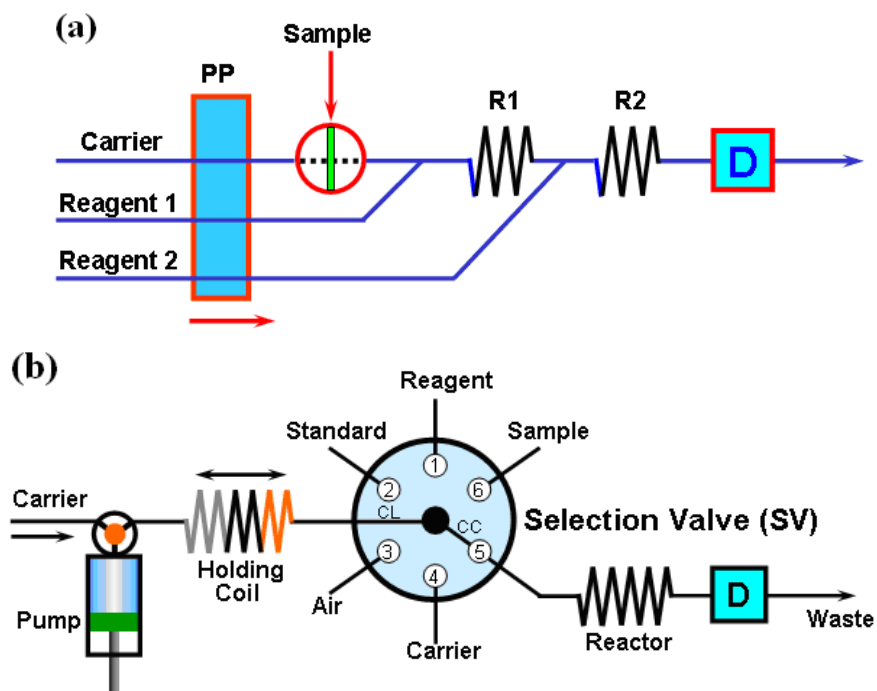 (a)
Sample
PP
R1
R2
Carrier
D
Reagent 1
Reagent 2
(b)
Reagent
Standard
Sample
1
2
6
Carrier
CL
CC
Selection Valve (SV)
3
5
Holding
Coil
4
Air
D
Pump
Reactor
Waste
Carrier